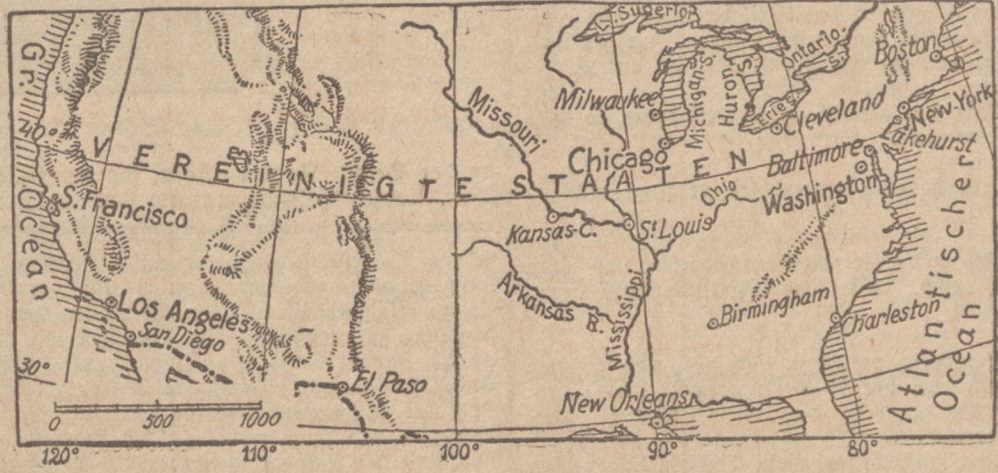 L. Superior
Gr. Ocean
Michigan S.
Huron S.
Ontario
Erie S.
Boston
Milwaukee
Missouri
Cleveland
New York
Lakehurst
40°
VEREINIGTE STAATEN
Chicago
Baltimore
Washington
Ohio
S. Francisco
Kansas-C.
St Louis
Arkansas R.
Mississippi
Los Angeles
San Diego
Birmingham
Charleston
Atlantischer
Ocean
30°
El Paso
New Orleans
0 500 1000
120° 110° 100° 90° 80°